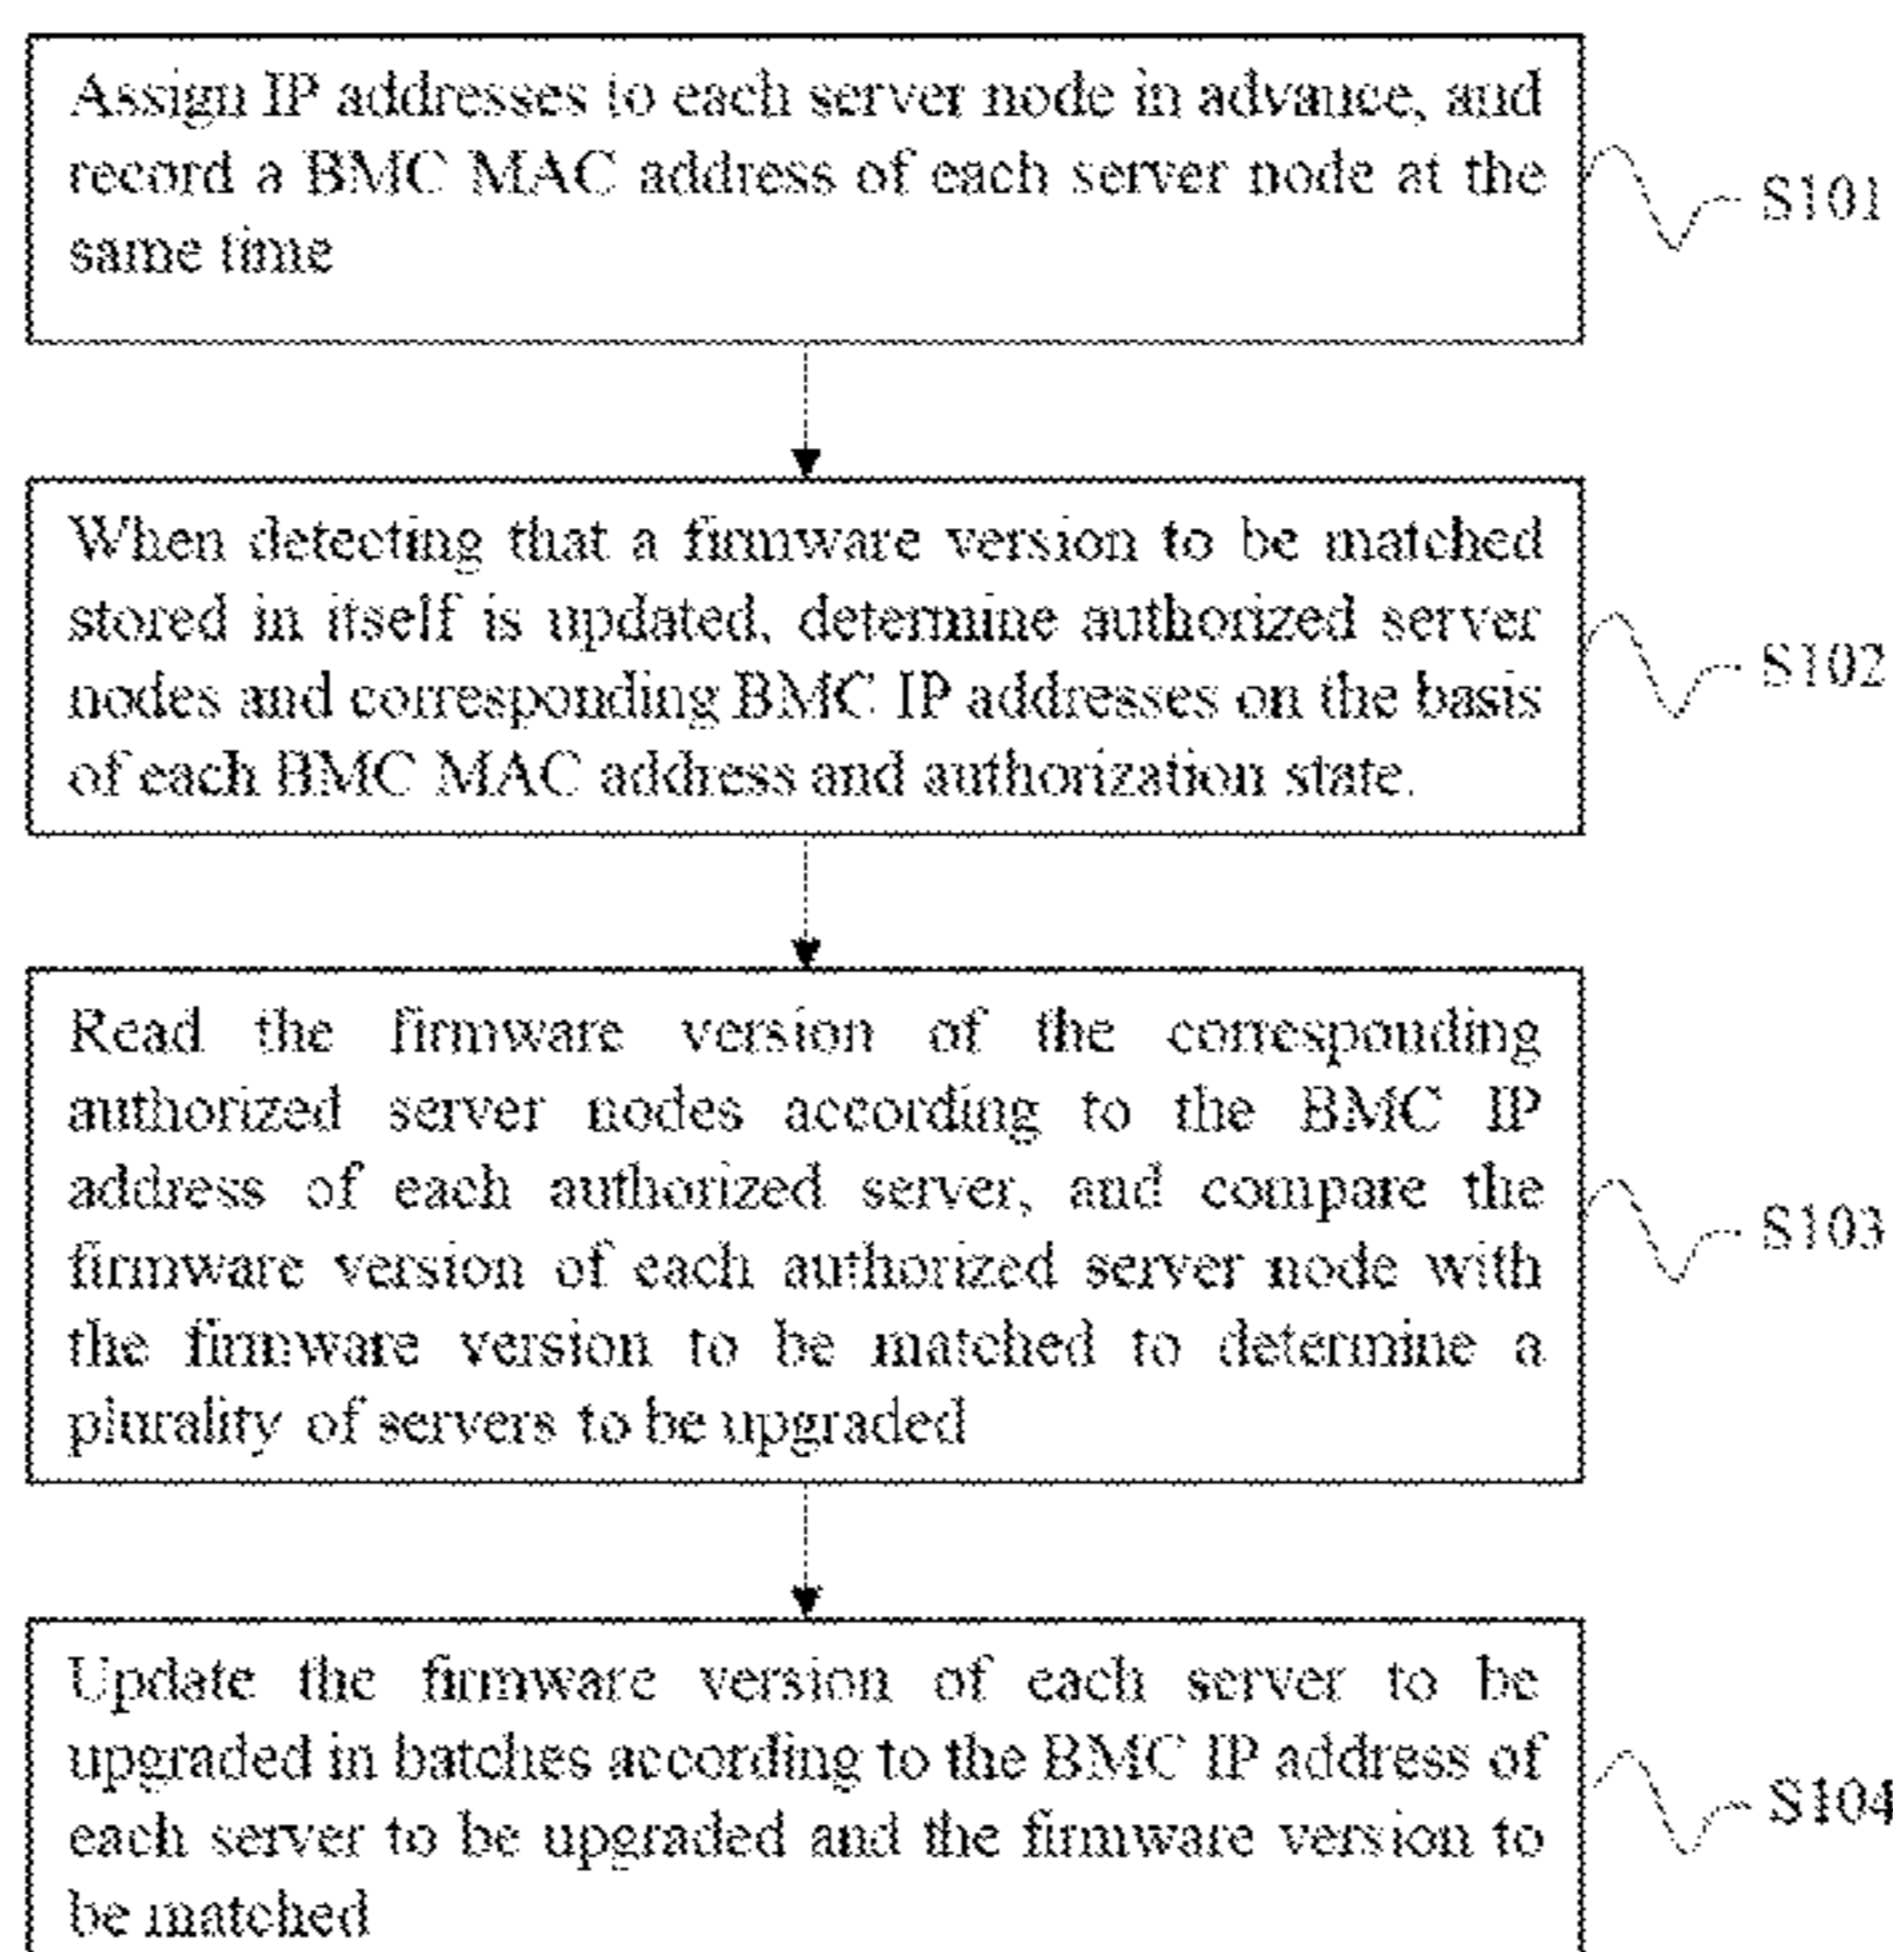 Assign IP addresses to each server node in advance, and
record a BMC MAC address of each server node at the
same time
S101
When detecting that a firmware version to be matched
stored in itself is updated, determine authorized server
nodes and corresponding BMC IP addresses on the basis
of each BMC MAC address and authorization state.
S102
Read the firmware version of the corresponding
authorized server nodes according to the BMC IP
address of each authorized server, and compare the
firmware version of each authorized server node with
the firmware version to be matched to determine a
plurality of servers to be upgraded
S103
Update the firmware version of each server to be
upgraded in batches according to the BMC IP address of
each server to be upgraded and the firmware version to
be matched
S104